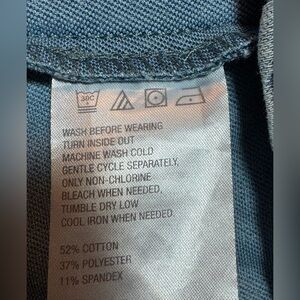 30C
WASH BEFORE WEARING
TURN INSIDE OUT
MACHINE WASH COLD
GENTLE CYCLE SEPARATELY,
ONLY NON-CHLORINE
BLEACH WHEN NEEDED,
TUMBLE DRY LOW
COOL IRON WHEN NEEDED.
52% COTTON
37% POLYESTER
11% SPANDEX